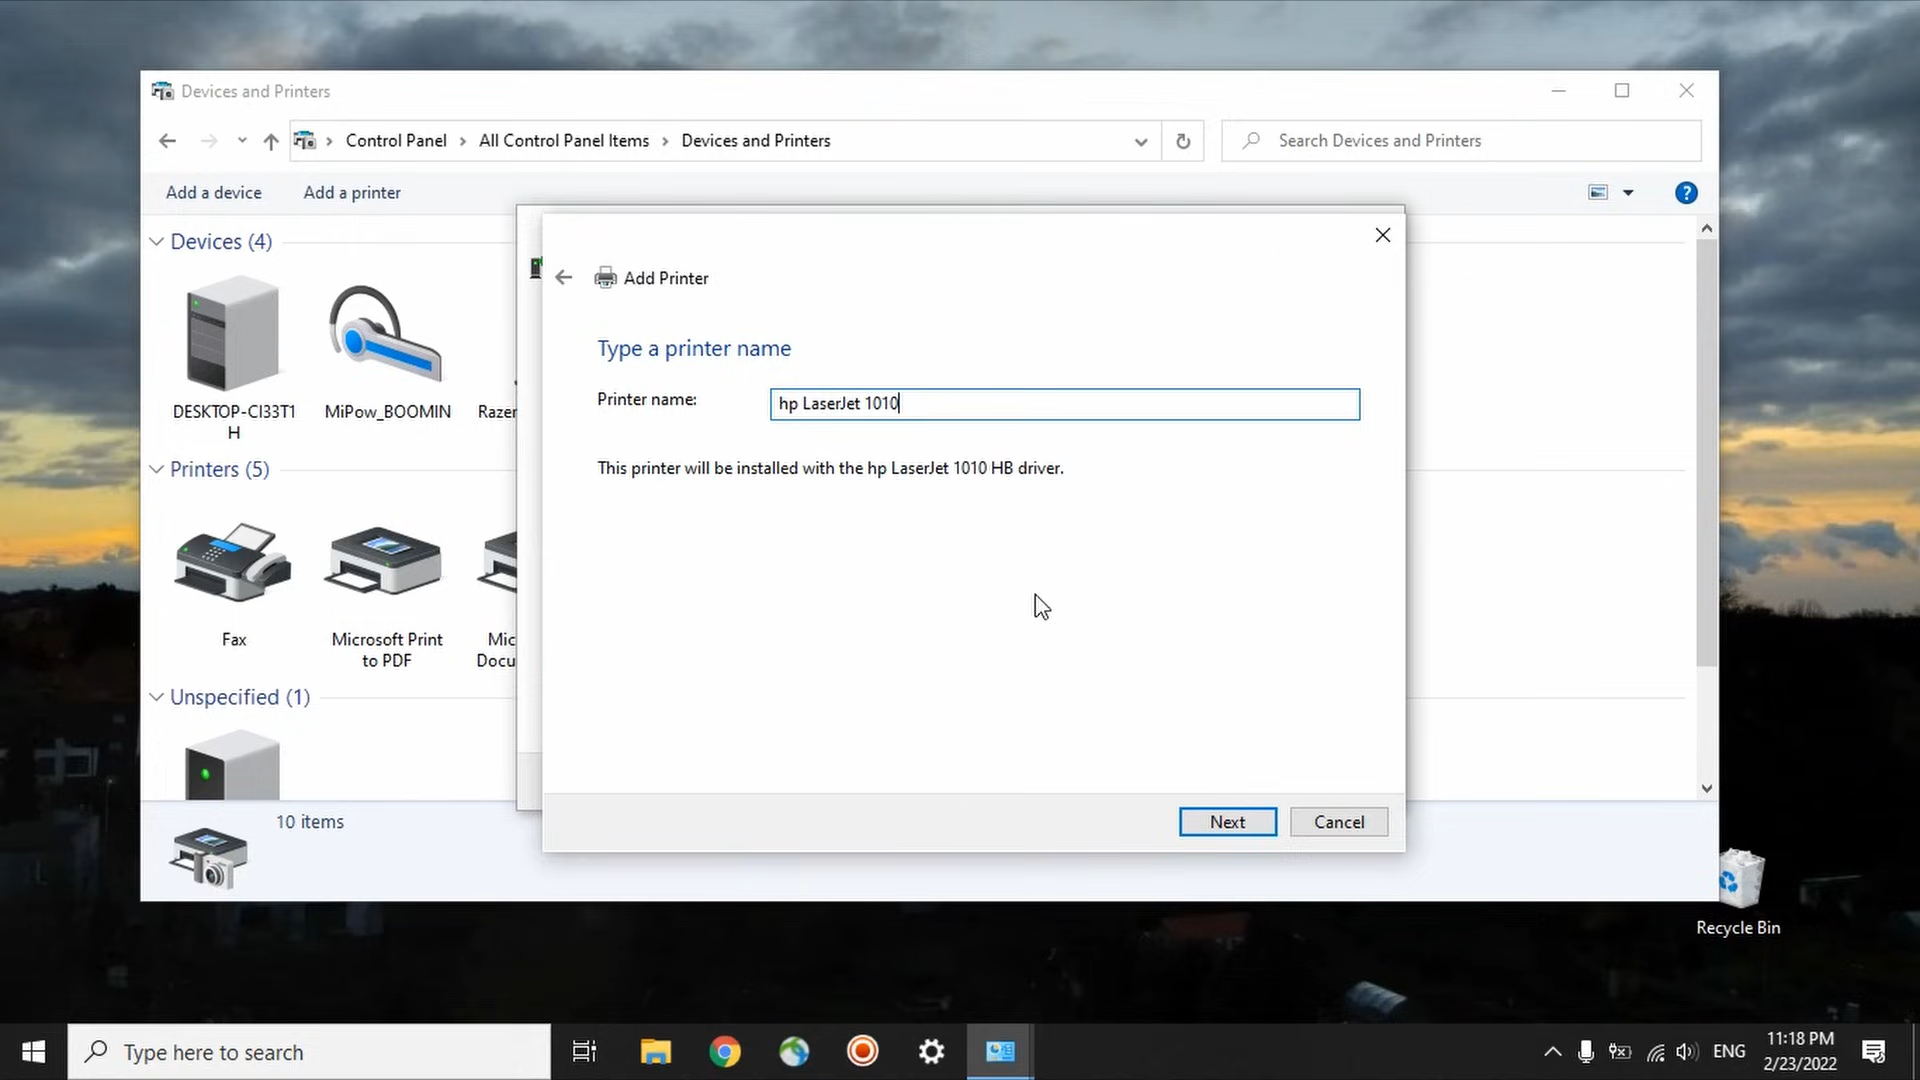 Devices and Printers
Control Panel
All Control Panel Items
Devices and Printers
Search Devices and Printers
Add a device
Add a printer
?
Devices (4)
DESKTOP-CI33T1
H
MiPow_BOOMIN
Razer
Printers (5)
Fax
Microsoft Print
to PDF
Mic
Docu
Unspecified (1)
10 items
Add Printer
Type a printer name
Printer name:
hp LaserJet 1010
This printer will be installed with the hp LaserJet 1010 HB driver.
Next
Cancel
Recycle Bin
Type here to search
ENG
11:18 PM
2/23/2022